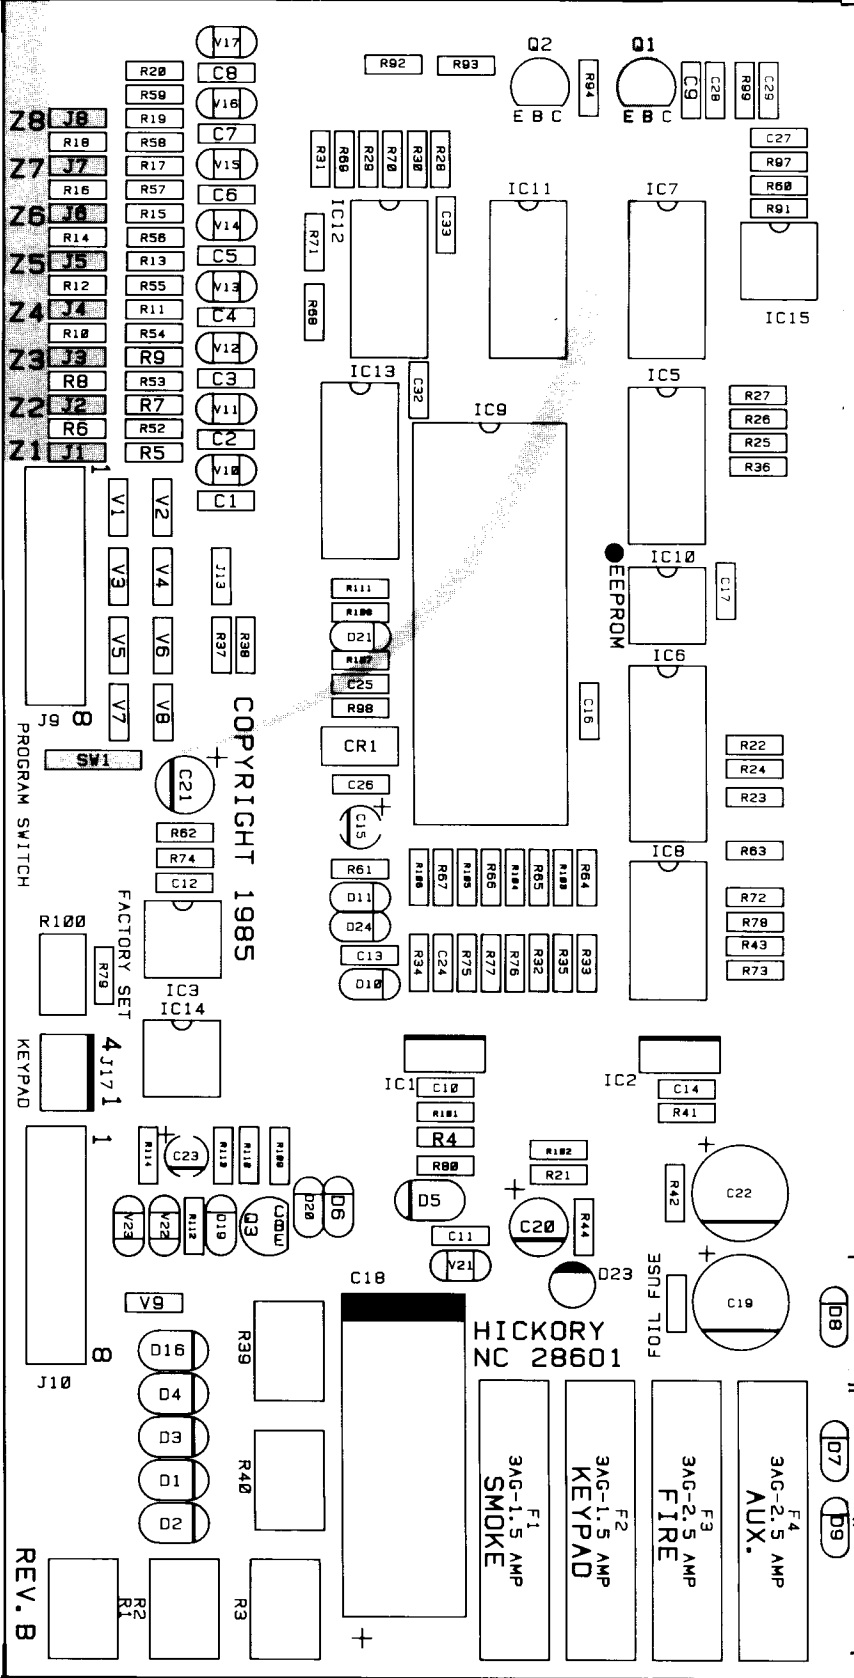 V17
C8
R20
R59
V16
Z8
J8
R19
C7
R18
R58
V15
Z7
J7
R17
C6
R16
R57
V14
Z6
J6
R15
C5
R14
R56
V13
Z5
J5
R13
C4
R12
R55
V12
Z4
J4
R11
C3
R10
R54
V11
Z3
J3
R9
C2
R8
R53
V10
Z2
J2
R7
C1
R6
R52
Z1
J1
R5
R92
R93
Q2
E B C
R94
Q1
E B C
C9
C28
R99
C29
C27
R97
R60
R91
IC15
R31
R69
R29
R70
R30
R28
IC12
C33
IC11
IC7
R71
R68
IC13
C32
IC9
IC5
R27
R26
R25
R36
1
V1
V2
V3
V4
J13
V5
V6
R37
R38
V7
V8
J9
8
R111
R108
D21
R107
C25
R98
CR1
C26
C15
+
R61
D11
D24
C13
D10
EEPROM
IC10
C17
IC6
C16
R22
R24
R23
IC8
R63
R72
R78
R43
R73
PROGRAM SWITCH
SW1
C21
+
R62
R74
C12
COPYRIGHT 1985
R106
R67
R105
R66
R104
R65
R103
R64
R34
C24
R75
R77
R76
R32
R35
R33
R100
R79
FACTORY SET
IC3
IC14
KEYPAD
4
J17
1
IC1
C10
R101
R4
R80
D5
C11
V21
IC2
C14
R41
R102
R21
+
C20
R44
D23
+
R42
C22
FOIL FUSE
+
C19
1
R114
+
C23
R113
R110
R109
V23
V22
R112
D19
Q3
CBE
D20
D6
V9
8
J10
D16
D4
D3
D1
D2
R39
R40
C18
+
HICKORY
NC 28601
F1
3AG-1.5 AMP
SMOKE
F2
3AG-1.5 AMP
KEYPAD
F3
3AG-2.5 AMP
FIRE
F4
3AG-2.5 AMP
AUX.
D8
D7
D9
REV. B
R1
R2
R3